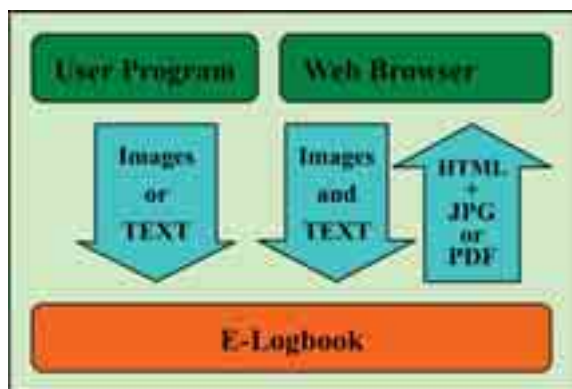 User Program
Web Browser
Images
or
TEXT
Images
and
TEXT
HTML
+
JPG
or
PDF
E-Logbook